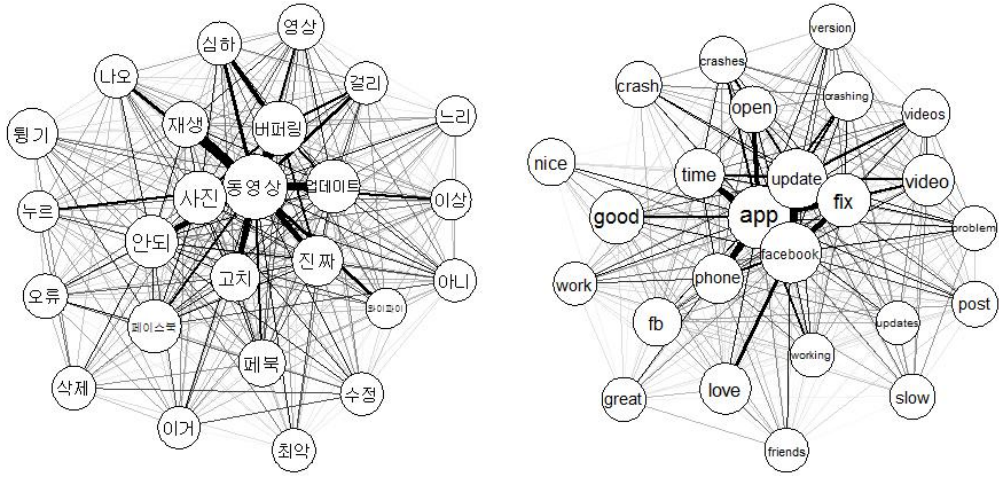 영상
심하
걸리
나오
느리
재생
버퍼링
튕기
동영상
업데이트
사진
이상
누르
안되
진짜
고치
아니
오류
와이파이
페이스북
페북
삭제
수정
이거
최악
version
crashes
crash
crashing
open
videos
nice
time
update
video
fix
good
app
problem
facebook
phone
work
post
fb
updates
working
love
great
slow
friends